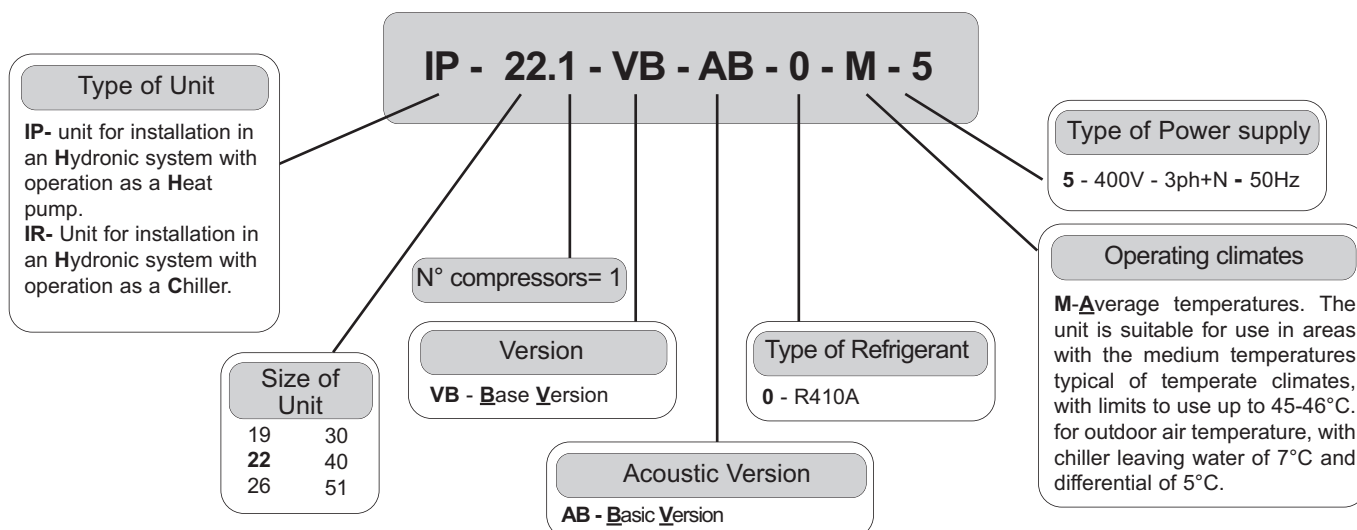 IP - 22.1 - VB - AB - 0 - M - 5
Type of Unit
IP- unit for installation in
an Hydronic system with
operation as a Heat
pump.
IR- Unit for installation in
an Hydronic system with
operation as a Chiller.
Size of
Unit
19 30
22 40
26 51
N° compressors= 1
Version
VB - Base Version
Acoustic Version
AB - Basic Version
Type of Refrigerant
0 - R410A
Type of Power supply
5 - 400V - 3ph+N - 50Hz
Operating climates
M-Average temperatures. The
unit is suitable for use in areas
with the medium temperatures
typical of temperate climates,
with limits to use up to 45-46°C.
for outdoor air temperature, with
chiller leaving water of 7°C and
differential of 5°C.